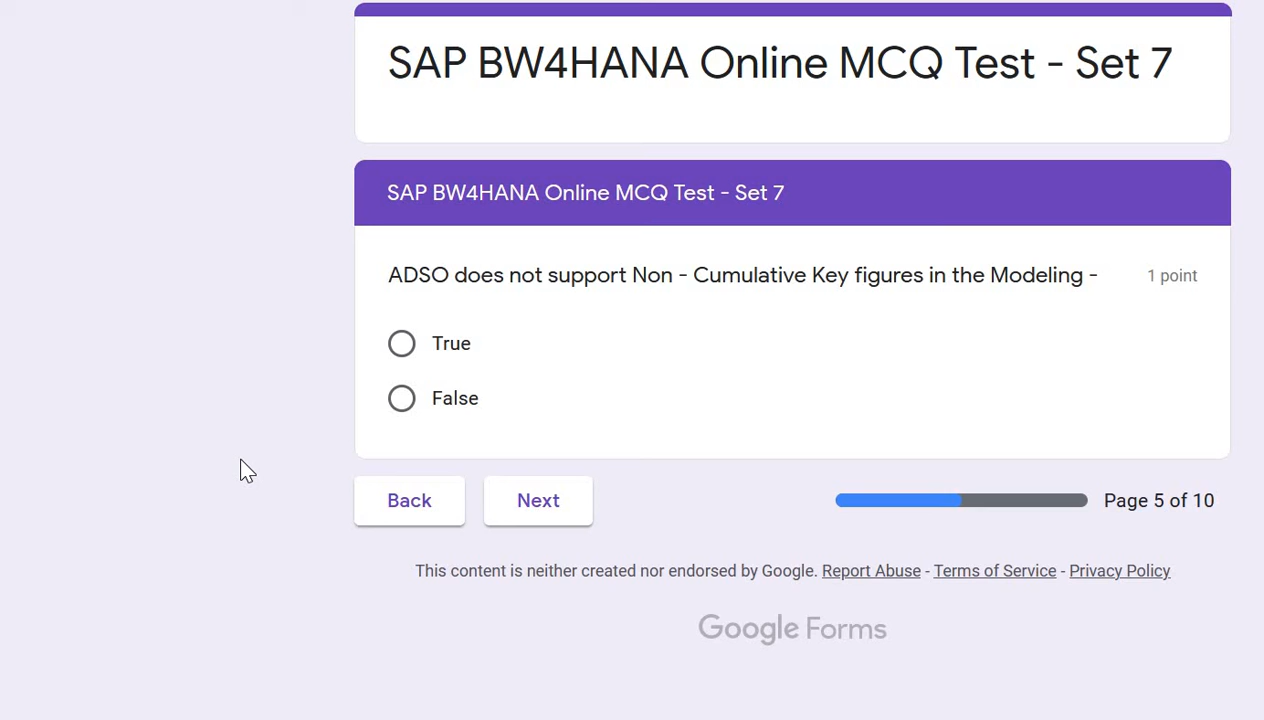 SAP BW4HANA Online MCQ Test - Set 7
SAP BW4HANA Online MCQ Test - Set 7
ADSO does not support Non - Cumulative Key figures in the Modeling - 1 point
True
False
Back Next Page 5 of 10
This content is neither created nor endorsed by Google. Report Abuse - Terms of Service - Privacy Policy
Google Forms